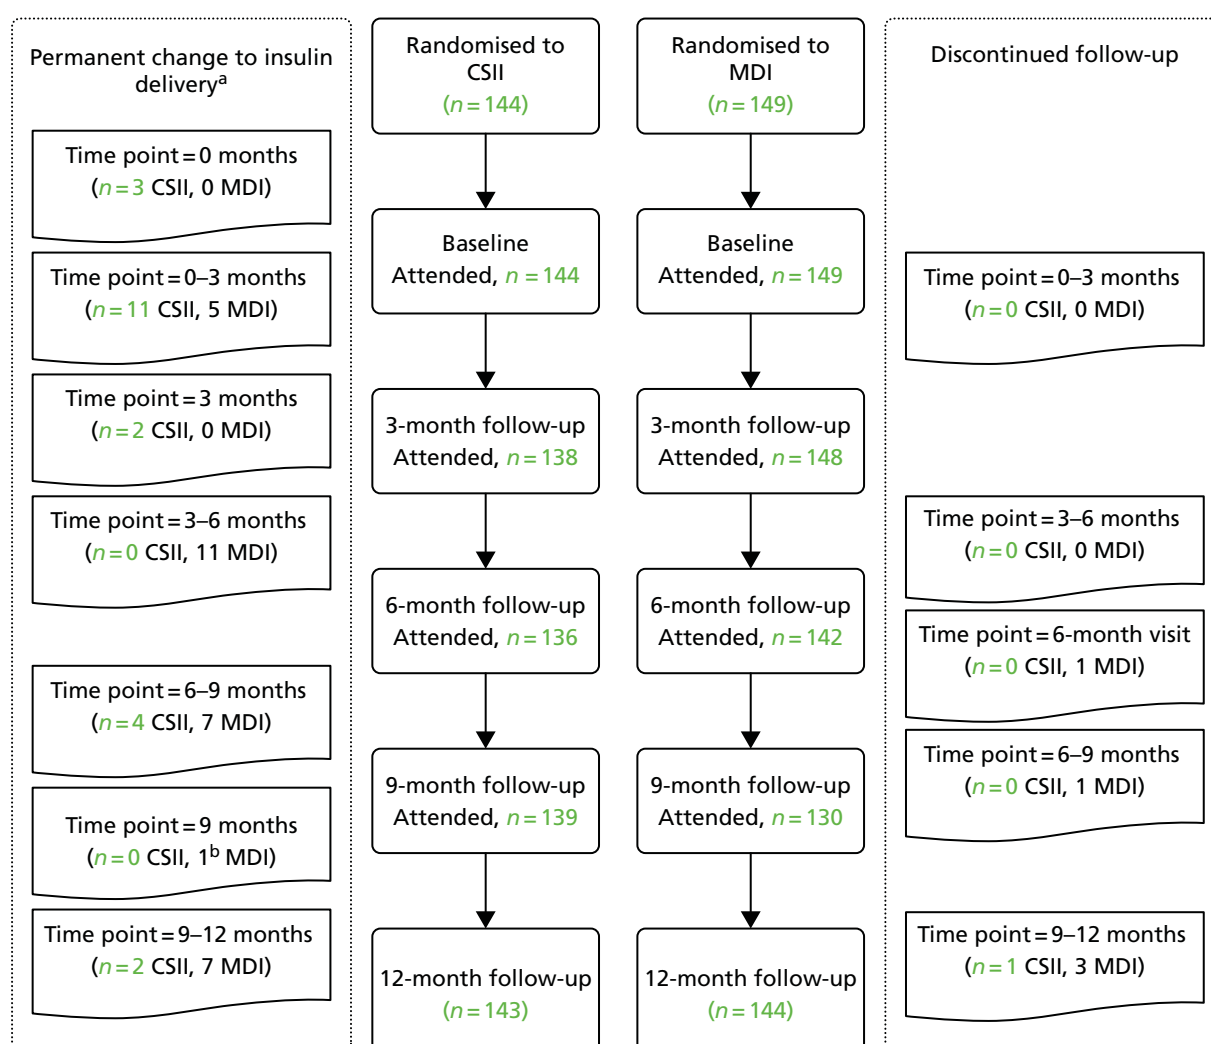 Permanent change to insulin
delivery^a
Time point = 0 months
(n = 3 CSII, 0 MDI)
Time point = 0–3 months
(n = 11 CSII, 5 MDI)
Time point = 3 months
(n = 2 CSII, 0 MDI)
Time point = 3–6 months
(n = 0 CSII, 11 MDI)
Time point = 6–9 months
(n = 4 CSII, 7 MDI)
Time point = 9 months
(n = 0 CSII, 1^b MDI)
Time point = 9–12 months
(n = 2 CSII, 7 MDI)
Randomised to
CSII
(n = 144)
Baseline
Attended, n = 144
3-month follow-up
Attended, n = 138
6-month follow-up
Attended, n = 136
9-month follow-up
Attended, n = 139
12-month follow-up
(n = 143)
Randomised to
MDI
(n = 149)
Baseline
Attended, n = 149
3-month follow-up
Attended, n = 148
6-month follow-up
Attended, n = 142
9-month follow-up
Attended, n = 130
12-month follow-up
(n = 144)
Discontinued follow-up
Time point = 0–3 months
(n = 0 CSII, 0 MDI)
Time point = 3–6 months
(n = 0 CSII, 0 MDI)
Time point = 6-month visit
(n = 0 CSII, 1 MDI)
Time point = 6–9 months
(n = 0 CSII, 1 MDI)
Time point = 9–12 months
(n = 1 CSII, 3 MDI)